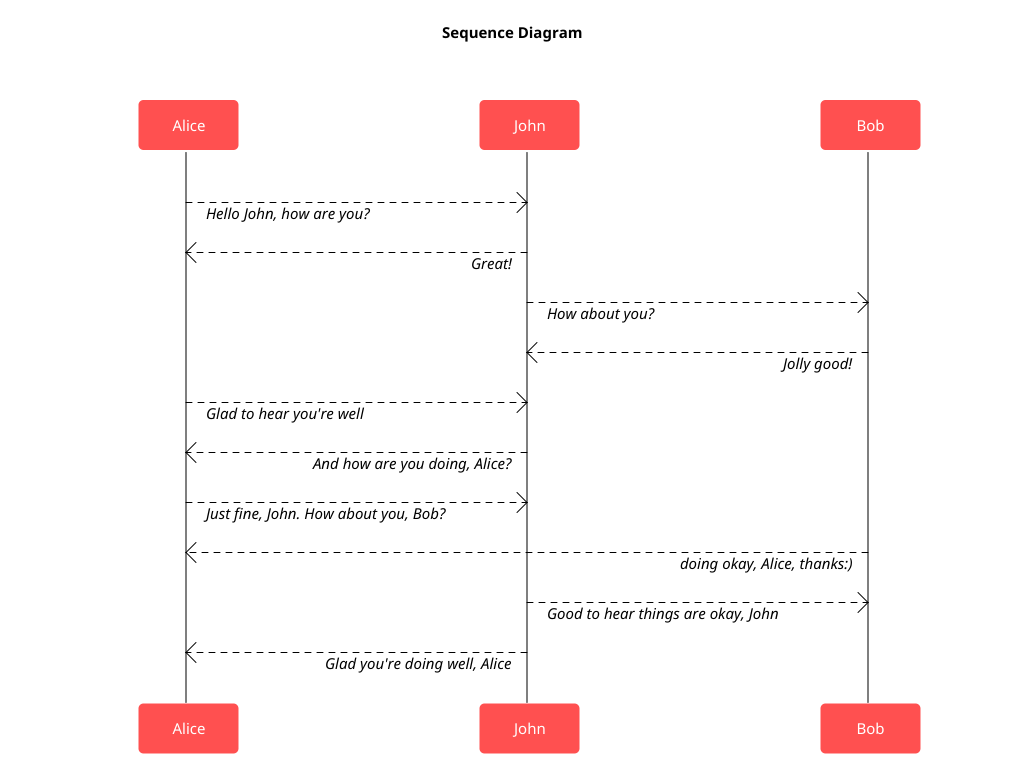 Sequence Diagram
Alice
John
Bob
Hello John, how are you?
Great!
How about you?
Jolly good!
Glad to hear you're well
And how are you doing, Alice?
Just fine, John. How about you, Bob?
doing okay, Alice, thanks:)
Good to hear things are okay, John
Glad you're doing well, Alice
Alice
John
Bob